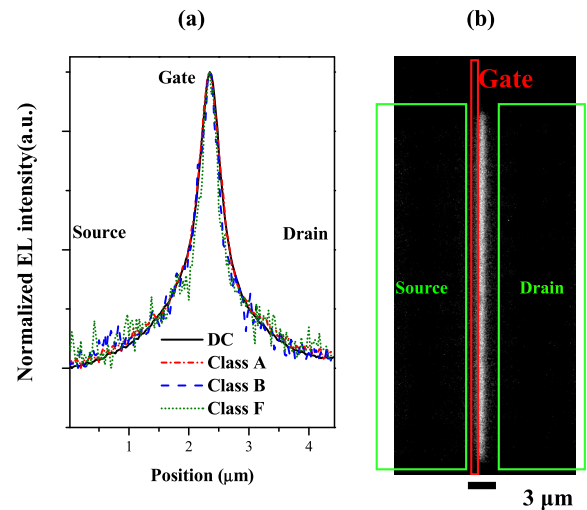 (a)
(b)
Normalized EL intensity(a.u.)
Gate
Source
Drain
DC
Class A
Class B
Class F
1
2
3
4
Position (μm)
Gate
Source
Drain
3 μm